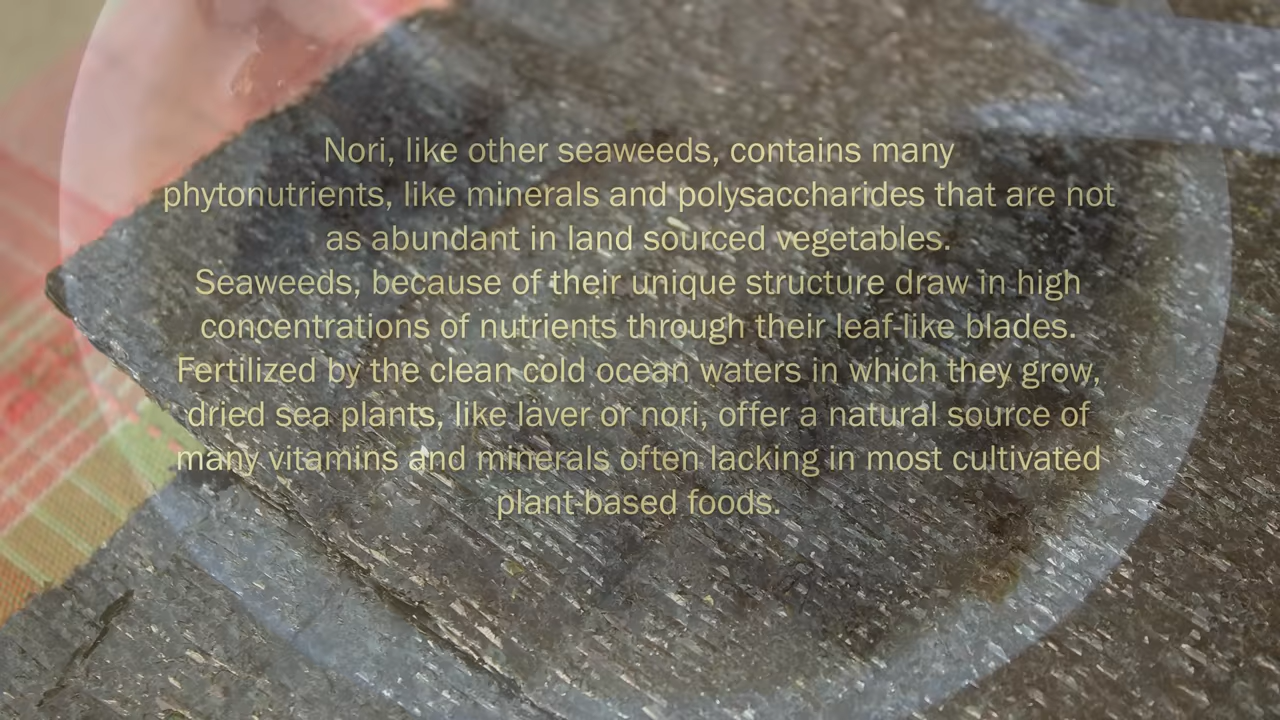 Nori, like other seaweeds, contains many
phytonutrients, like minerals and polysaccharides that are not
as abundant in land sourced vegetables.
Seaweeds, because of their unique structure draw in high
concentrations of nutrients through their leaf-like blades.
Fertilized by the clean cold ocean waters in which they grow,
dried sea plants, like laver or nori, offer a natural source of
many vitamins and minerals often lacking in most cultivated
plant-based foods.